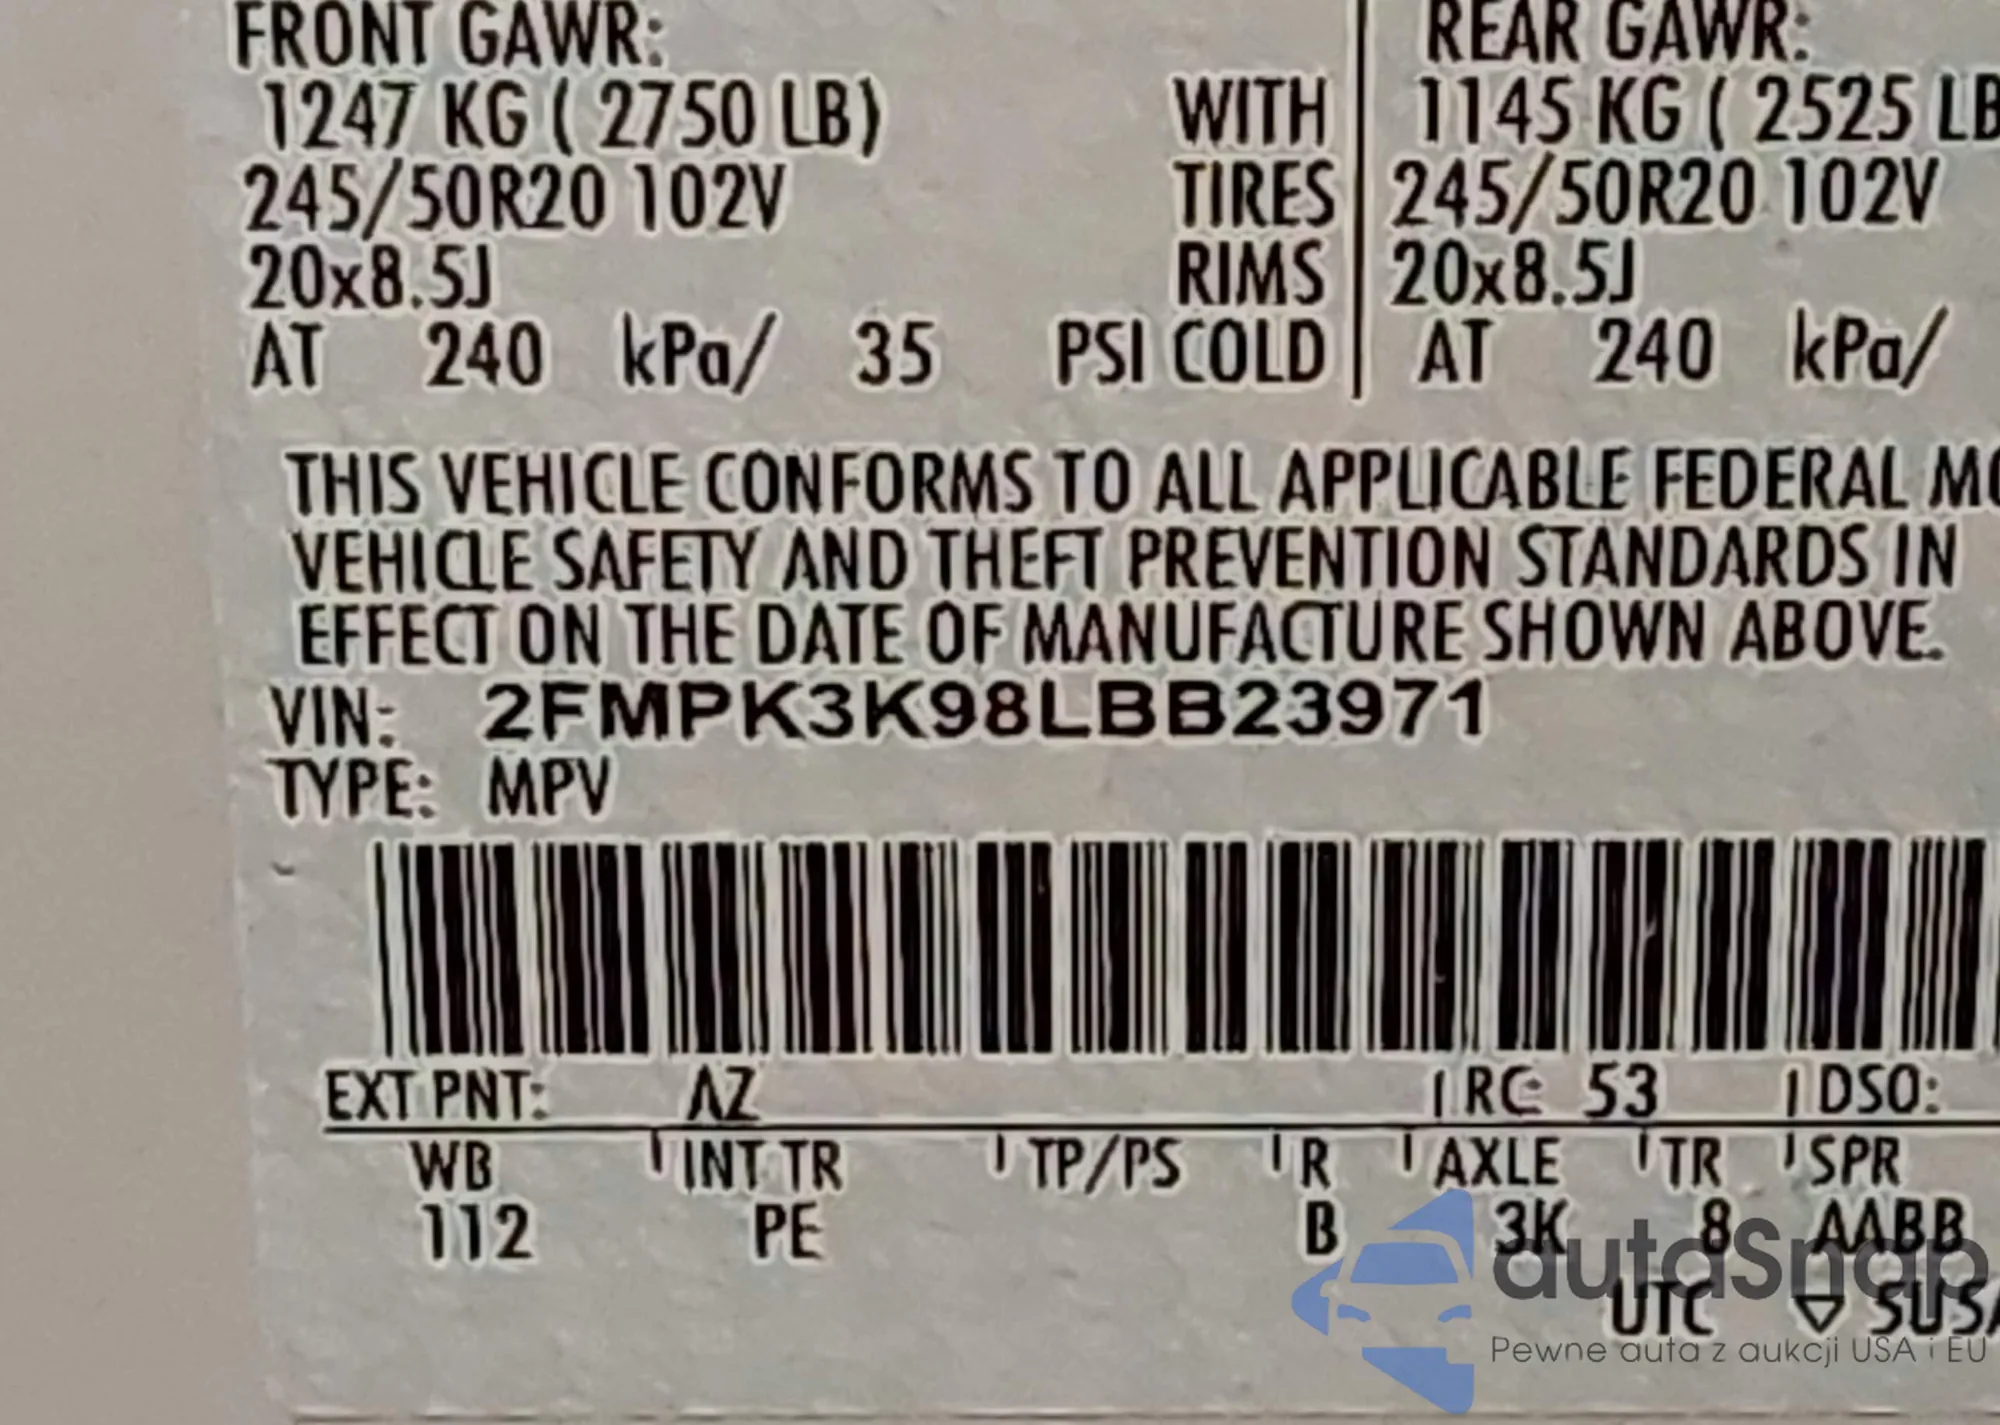 FRONT GAWR: REAR GAWR:
1247 KG ( 2750 LB) WITH 1145 KG ( 2525 LB
245/50R20 102V TIRES 245/50R20 102V
20x8.5J RIMS 20x8.5J
AT 240 kPa/ 35 PSI COLD AT 240 kPa/
THIS VEHICLE CONFORMS TO ALL APPLICABLE FEDERAL MO
VEHICLE SAFETY AND THEFT PREVENTION STANDARDS IN
EFFECT ON THE DATE OF MANUFACTURE SHOWN ABOVE.
VIN: 2FMPK3K98LBB23971
TYPE: MPV
EXT PNT: AZ RC: 53 DSO:
WB INT TR TP/PS R AXLE TR SPR
112 PE B 3K 8 AABB
autaSnap
UTC ▽ SUSA
Pewne auta z aukcji USA i EU